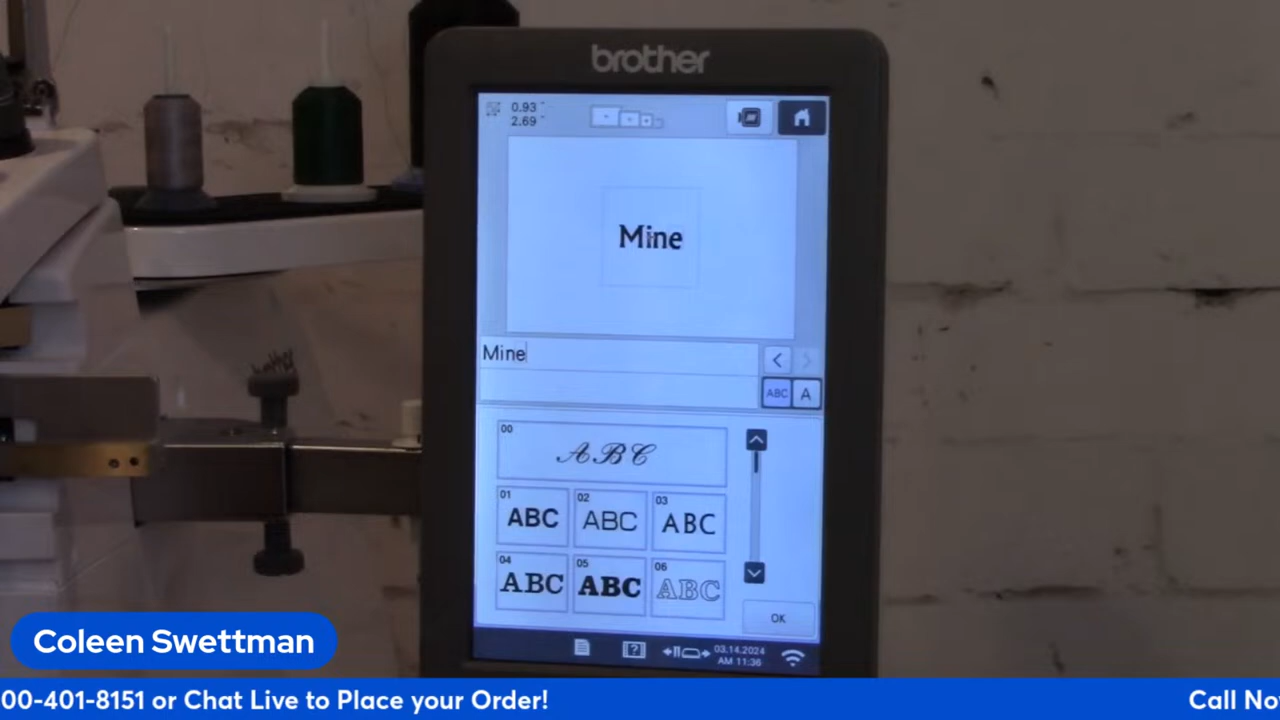 brother
0.93"
2.69"
Mine
Mine
ABC A
00
ABC
01 02 03
ABC ABC ABC
04 05 06
ABC ABC ABC
OK
03.14.2024
AM 11:36
Coleen Swettman
00-401-8151 or Chat Live to Place your Order! Call No